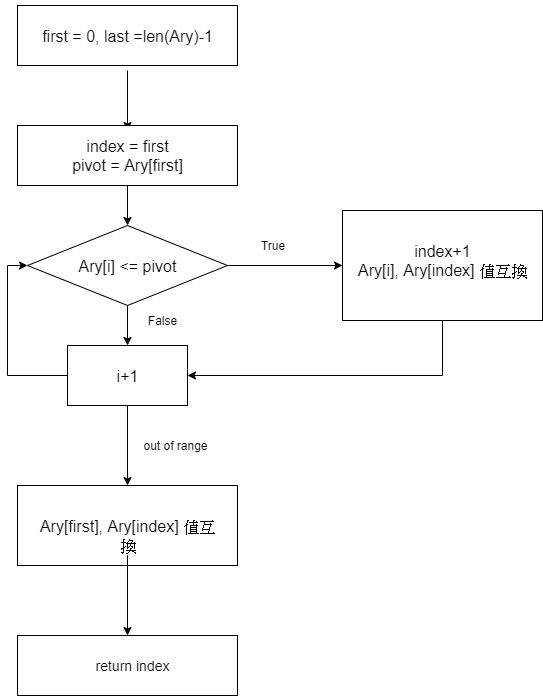 first = 0, last =len(Ary)-1
index = first
pivot = Ary[first]
Ary[i] <= pivot
True
index+1
Ary[i], Ary[index] 值互換
False
i+1
out of range
Ary[first], Ary[index] 值互
換
return index